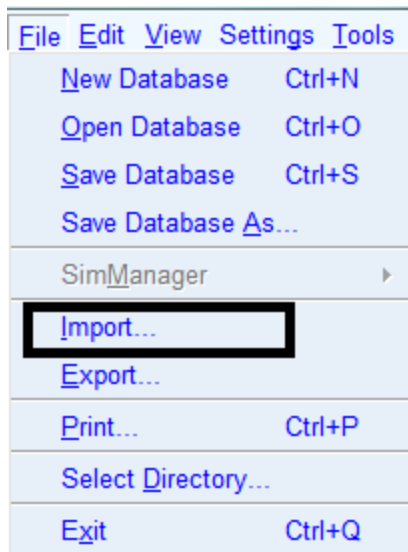 File Edit View Settings Tools
New Database Ctrl+N
Open Database Ctrl+O
Save Database Ctrl+S
Save Database As...
SimManager
Import...
Export...
Print... Ctrl+P
Select Directory...
Exit Ctrl+Q